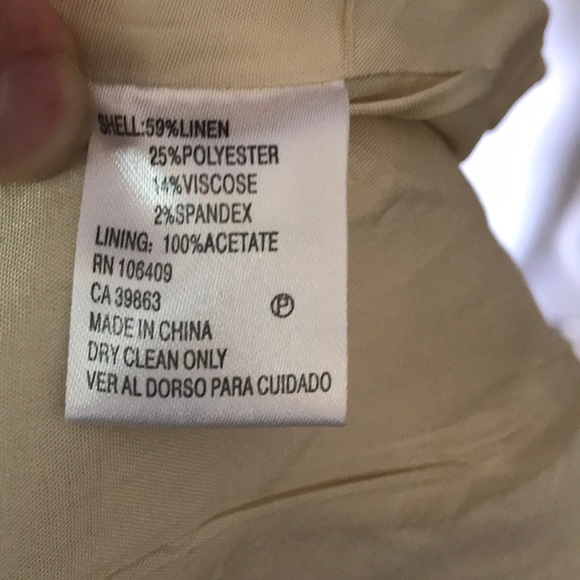 SHELL:59%LINEN
25%POLYESTER
14%VISCOSE
2%SPANDEX
LINING: 100%ACETATE
RN 106409
CA 39863
P
MADE IN CHINA
DRY CLEAN ONLY
VER AL DORSO PARA CUIDADO